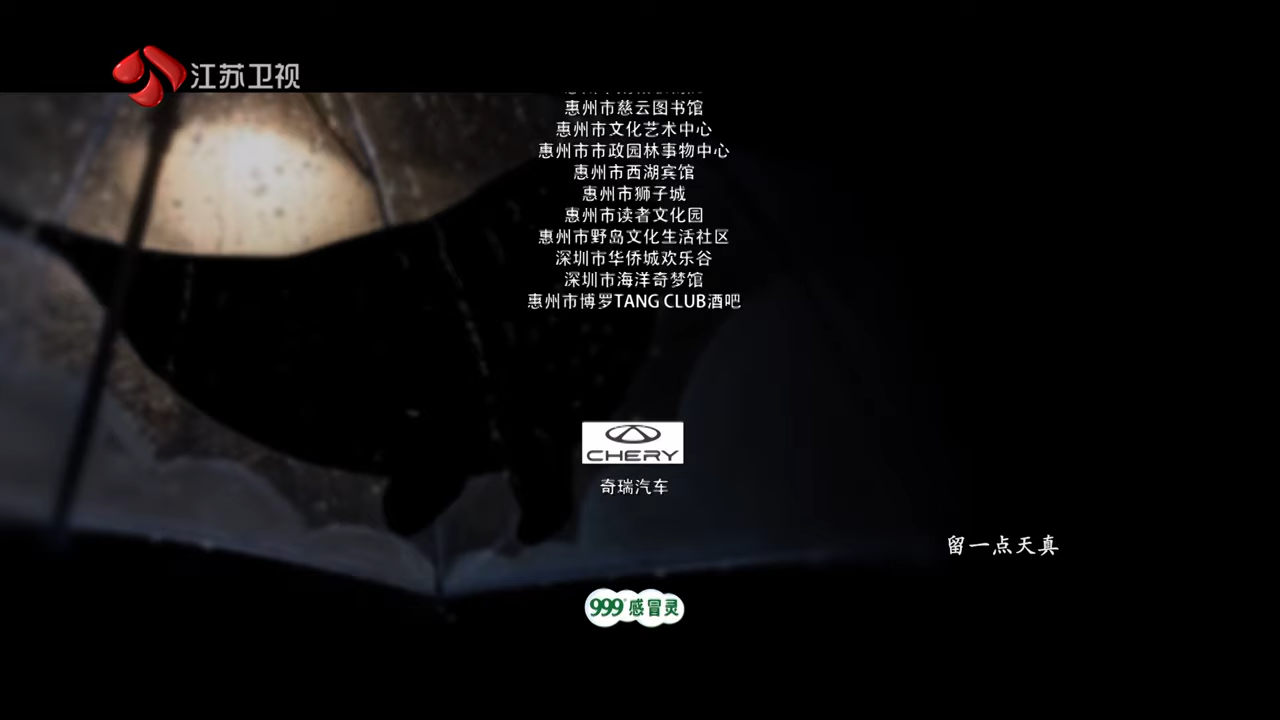 江苏卫视
惠州市慈云图书馆
惠州市文化艺术中心
惠州市市政园林事物中心
惠州市西湖宾馆
惠州市狮子城
惠州市读者文化园
惠州市野岛文化生活社区
深圳市华侨城欢乐谷
深圳市海洋奇梦馆
惠州市博罗TANG CLUB酒吧
CHERY
奇瑞汽车
留一点天真
999感冒灵